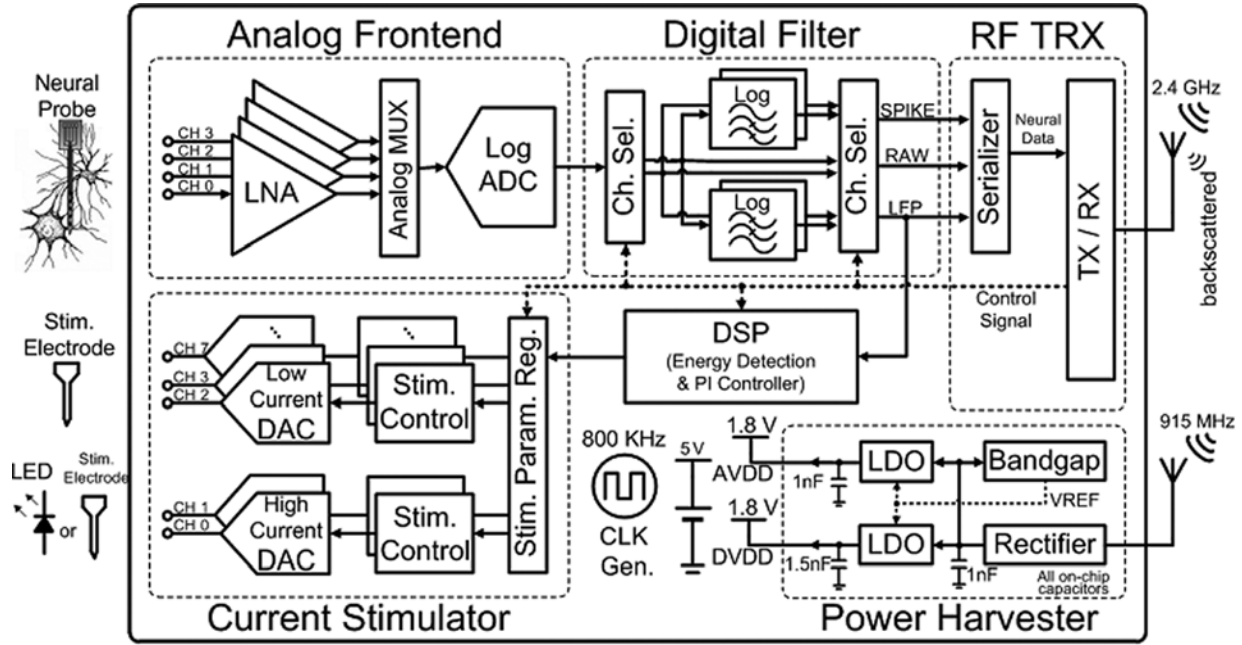 Analog Frontend
Digital Filter
RF TRX
Neural
Probe
CH 3
CH 2
CH 1
CH 0
LNA
Analog MUX
Log
ADC
Ch. Sel.
Log
Log
Ch. Sel.
SPIKE
RAW
LFP
Serializer
Neural
Data
TX / RX
2.4 GHz
backscattered
Control
Signal
Stim.
Electrode
CH 7
CH 3
CH 2
Low
Current
DAC
Stim.
Control
Stim. Param. Reg.
DSP
(Energy Detection
& PI Controller)
LED
or
Stim.
Electrode
CH 1
CH 0
High
Current
DAC
Stim.
Control
800 KHz
CLK
Gen.
5V
1.8 V
AVDD
1nF
LDO
Bandgap
VREF
1.8 V
DVDD
1.5nF
LDO
1nF
Rectifier
All on-chip
capacitors
915 MHz
Current Stimulator
Power Harvester